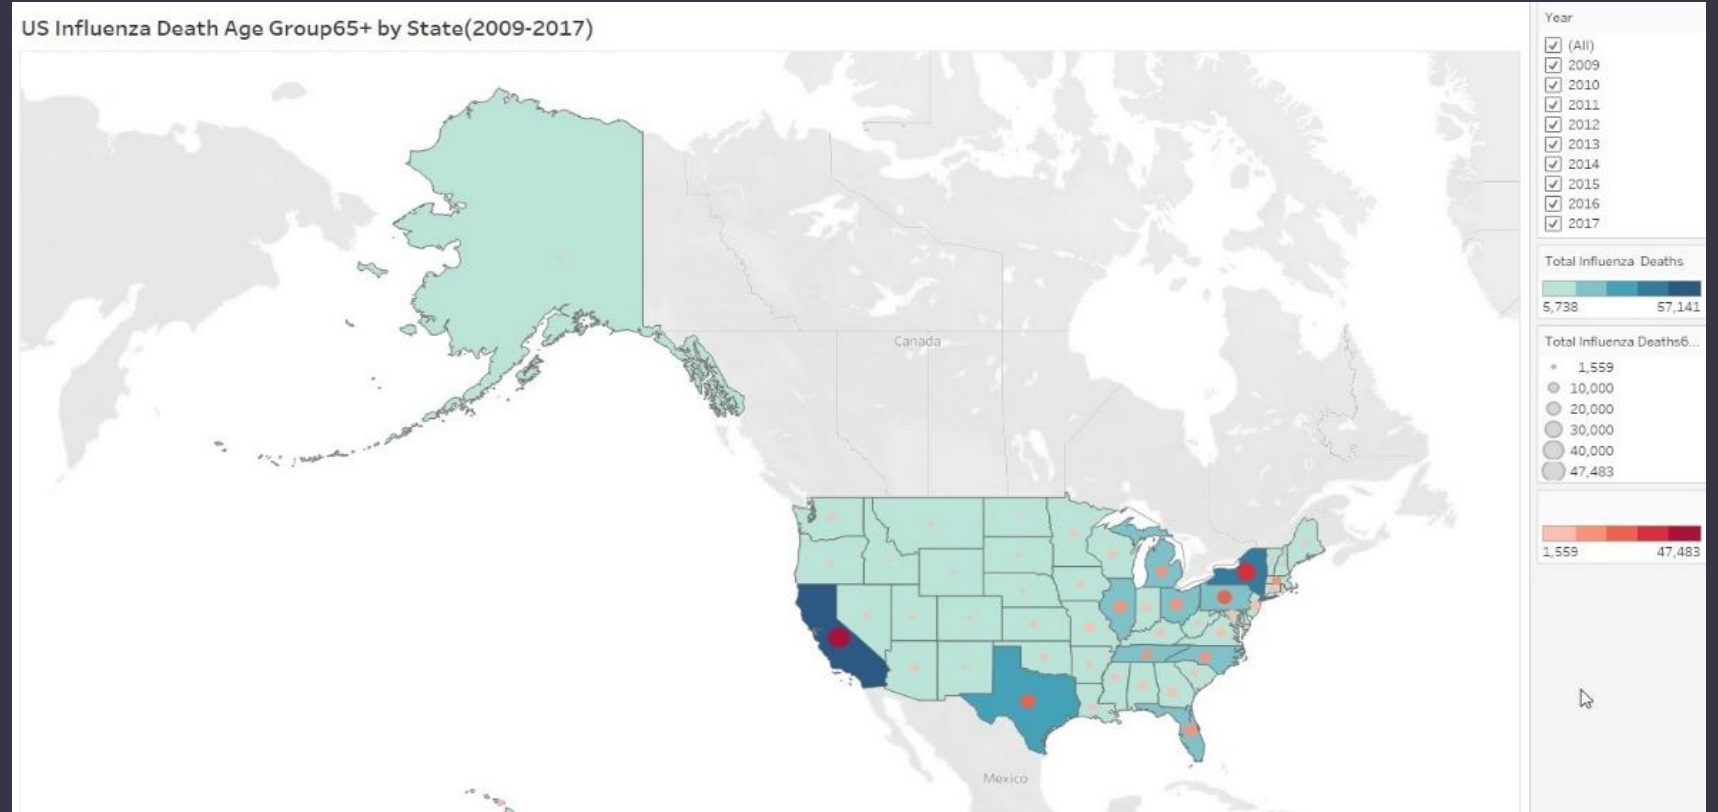 US Influenza Death Age Group65+ by State(2009-2017)
Canada
Mexico
Year
(All)
2009
2010
2011
2012
2013
2014
2015
2016
2017
Total Influenza Deaths
5,738 57,141
Total Influenza Deaths6...
1,559
10,000
20,000
30,000
40,000
47,483
1,559 47,483